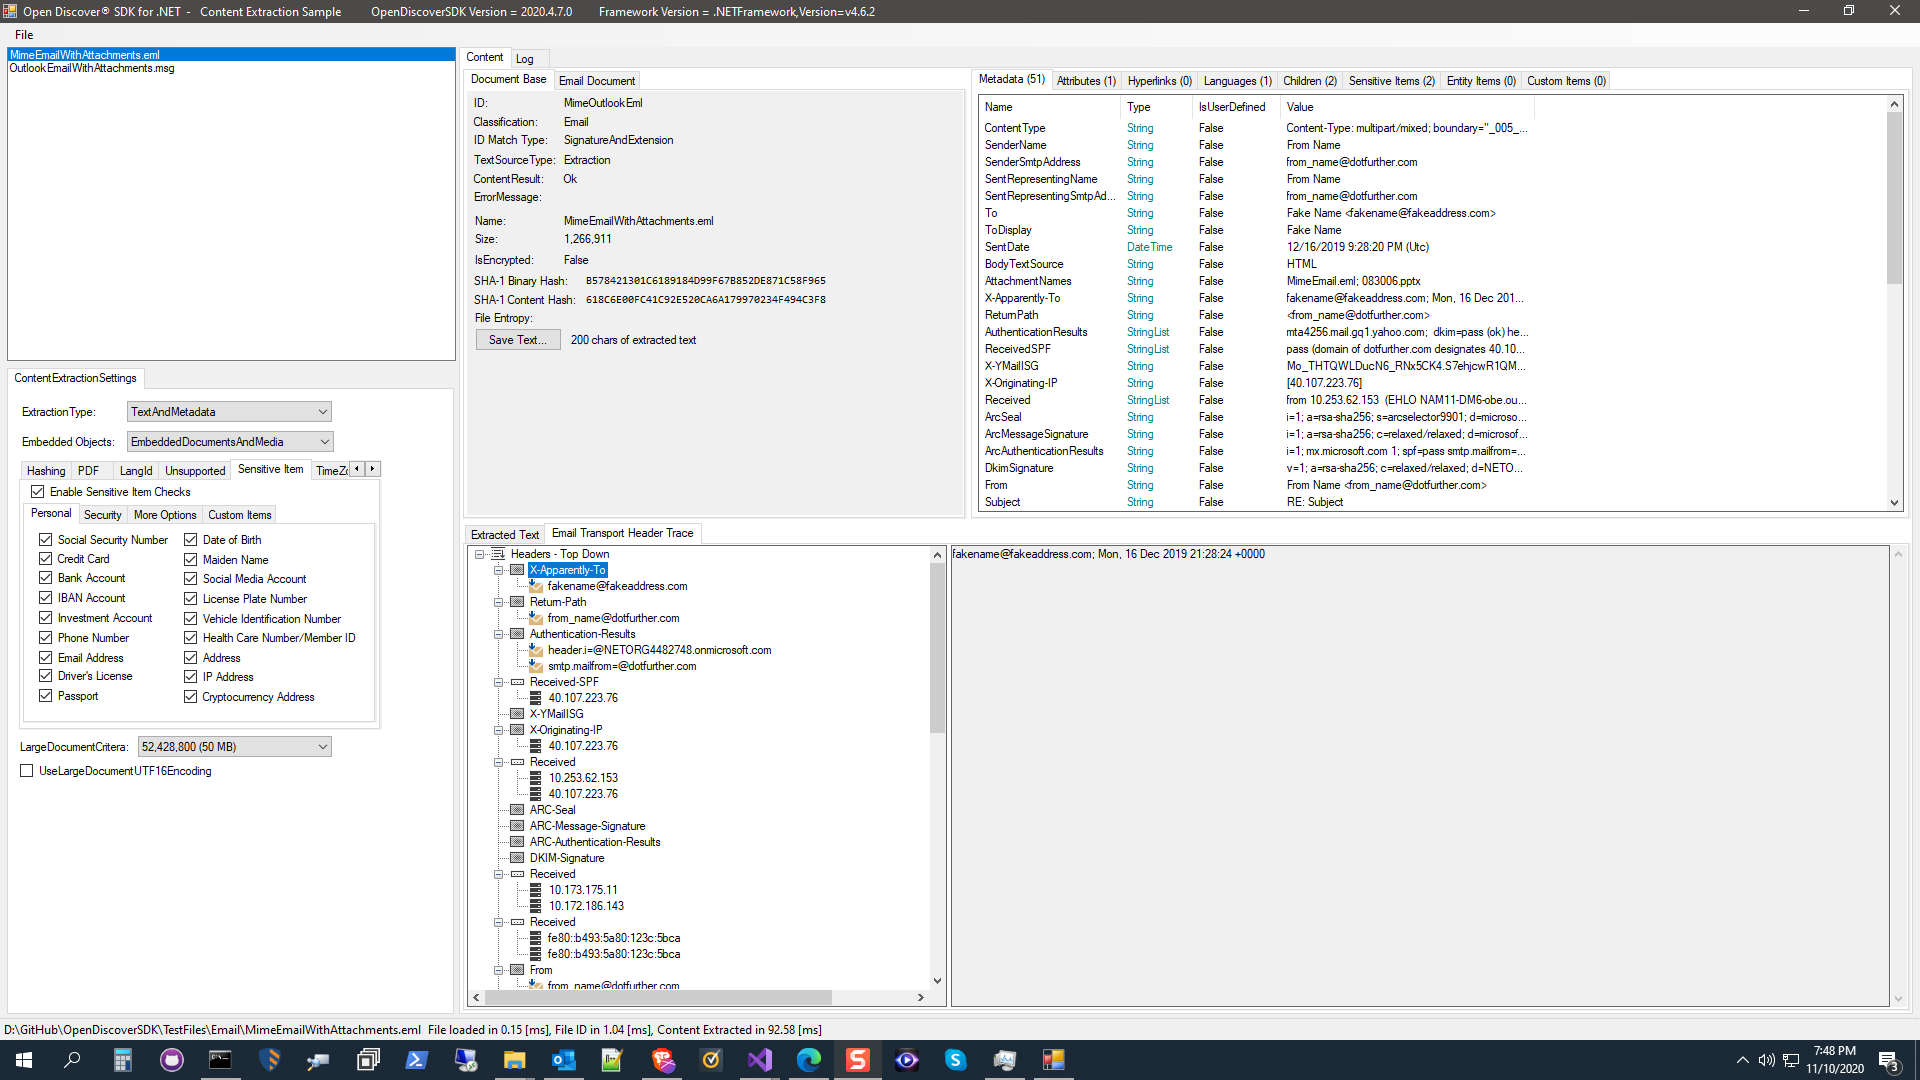 Open Discover® SDK for .NET - Content Extraction Sample OpenDiscoverSDK Version = 2020.4.7.0 Framework Version = .NETFramework,Version=v4.6.2
File
MimeEmailWithAttachments.eml
OutlookEmailWithAttachments.msg
ContentExtractionSettings
ExtractionType: TextAndMetadata
Embedded Objects: EmbeddedDocumentsAndMedia
Hashing PDF LangId Unsupported Sensitive Item TimeZo
Enable Sensitive Item Checks
Personal Security More Options Custom Items
Social Security Number Date of Birth
Credit Card Maiden Name
Bank Account Social Media Account
IBAN Account License Plate Number
Investment Account Vehicle Identification Number
Phone Number Health Care Number/Member ID
Email Address Address
Driver's License IP Address
Passport Cryptocurrency Address
LargeDocumentCritera: 52,428,800 (50 MB)
UseLargeDocumentUTF16Encoding
Content Log
Document Base Email Document
ID: MimeOutlookEml
Classification: Email
ID Match Type: SignatureAndExtension
TextSourceType: Extraction
ContentResult: Ok
ErrorMessage:
Name: MimeEmailWithAttachments.eml
Size: 1,266,911
IsEncrypted: False
SHA-1 Binary Hash: B578421301C6189184D99F67B852DE871C58F965
SHA-1 Content Hash: 618C6E00FC41C92E520CA6A179970234F494C3F8
File Entropy:
Save Text... 200 chars of extracted text
Metadata (51) Attributes (1) Hyperlinks (0) Languages (1) Children (2) Sensitive Items (2) Entity Items (0) Custom Items (0)
Name Type IsUserDefined Value
ContentType String False Content-Type: multipart/mixed; boundary="_005_...
SenderName String False From Name
SenderSmtpAddress String False from_name@dotfurther.com
SentRepresentingName String False From Name
SentRepresentingSmtpAd... String False from_name@dotfurther.com
To String False Fake Name <fakename@fakeaddress.com>
ToDisplay String False Fake Name
SentDate DateTime False 12/16/2019 9:28:20 PM (Utc)
BodyTextSource String False HTML
AttachmentNames String False MimeEmail.eml; 083006.pptx
X-Apparently-To String False fakename@fakeaddress.com; Mon, 16 Dec 201...
ReturnPath String False <from_name@dotfurther.com>
AuthenticationResults StringList False mta4256.mail.gq1.yahoo.com; dkim=pass (ok) he...
ReceivedSPF StringList False pass (domain of dotfurther.com designates 40.10...
X-YMailISG String False Mo_THTQWLDucN6_RNx5CK4.S7ehjcwR1QM...
X-Originating-IP String False [40.107.223.76]
Received StringList False from 10.253.62.153 (EHLO NAM11-DM6-obe.ou...
ArcSeal String False i=1; a=rsa-sha256; s=arcselector9901; d=microso...
ArcMessageSignature String False i=1; a=rsa-sha256; c=relaxed/relaxed; d=microsof...
ArcAuthenticationResults String False i=1; mx.microsoft.com 1; spf=pass smtp.mailfrom=...
DkimSignature String False v=1; a=rsa-sha256; c=relaxed/relaxed; d=NETO...
From String False From Name <from_name@dotfurther.com>
Subject String False RE: Subject
Extracted Text Email Transport Header Trace
Headers - Top Down
X-Apparently-To
fakename@fakeaddress.com
Return-Path
from_name@dotfurther.com
Authentication-Results
header.i=@NETORG4482748.onmicrosoft.com
smtp.mailfrom=@dotfurther.com
Received-SPF
40.107.223.76
X-YMailISG
X-Originating-IP
40.107.223.76
Received
10.253.62.153
40.107.223.76
ARC-Seal
ARC-Message-Signature
ARC-Authentication-Results
DKIM-Signature
Received
10.173.175.11
10.172.186.143
Received
fe80::b493:5a80:123c:5bca
fe80::b493:5a80:123c:5bca
From
from_name@dotfurther.com
fakename@fakeaddress.com; Mon, 16 Dec 2019 21:28:24 +0000
D:\GitHub\OpenDiscoverSDK\TestFiles\Email\MimeEmailWithAttachments.eml File loaded in 0.15 [ms], File ID in 1.04 [ms], Content Extracted in 92.58 [ms]
7:48 PM
11/10/2020
3